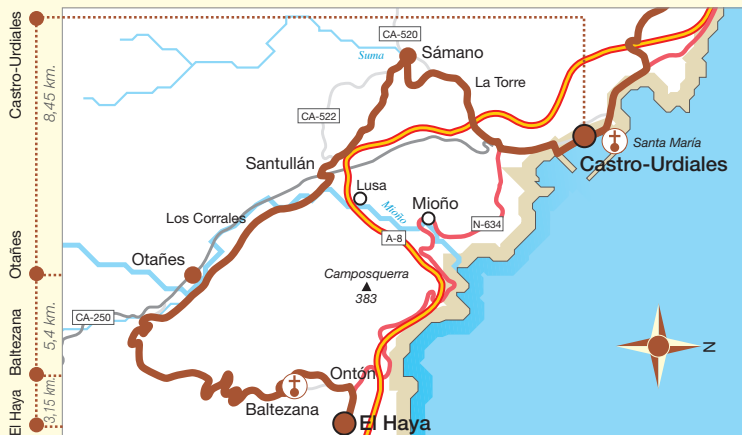 Castro-Urdiales
8,45 km.
Otañes
5,4 km.
Baltezana
3,15 km.
El Haya
CA-520
Suma
Sámano
La Torre
CA-522
Santa María
Castro-Urdiales
Santullán
Lusa
Mioño
Mioño
Los Corrales
N-634
A-8
Otañes
Camposquerra
383
CA-250
Ontón
Baltezana
El Haya
N